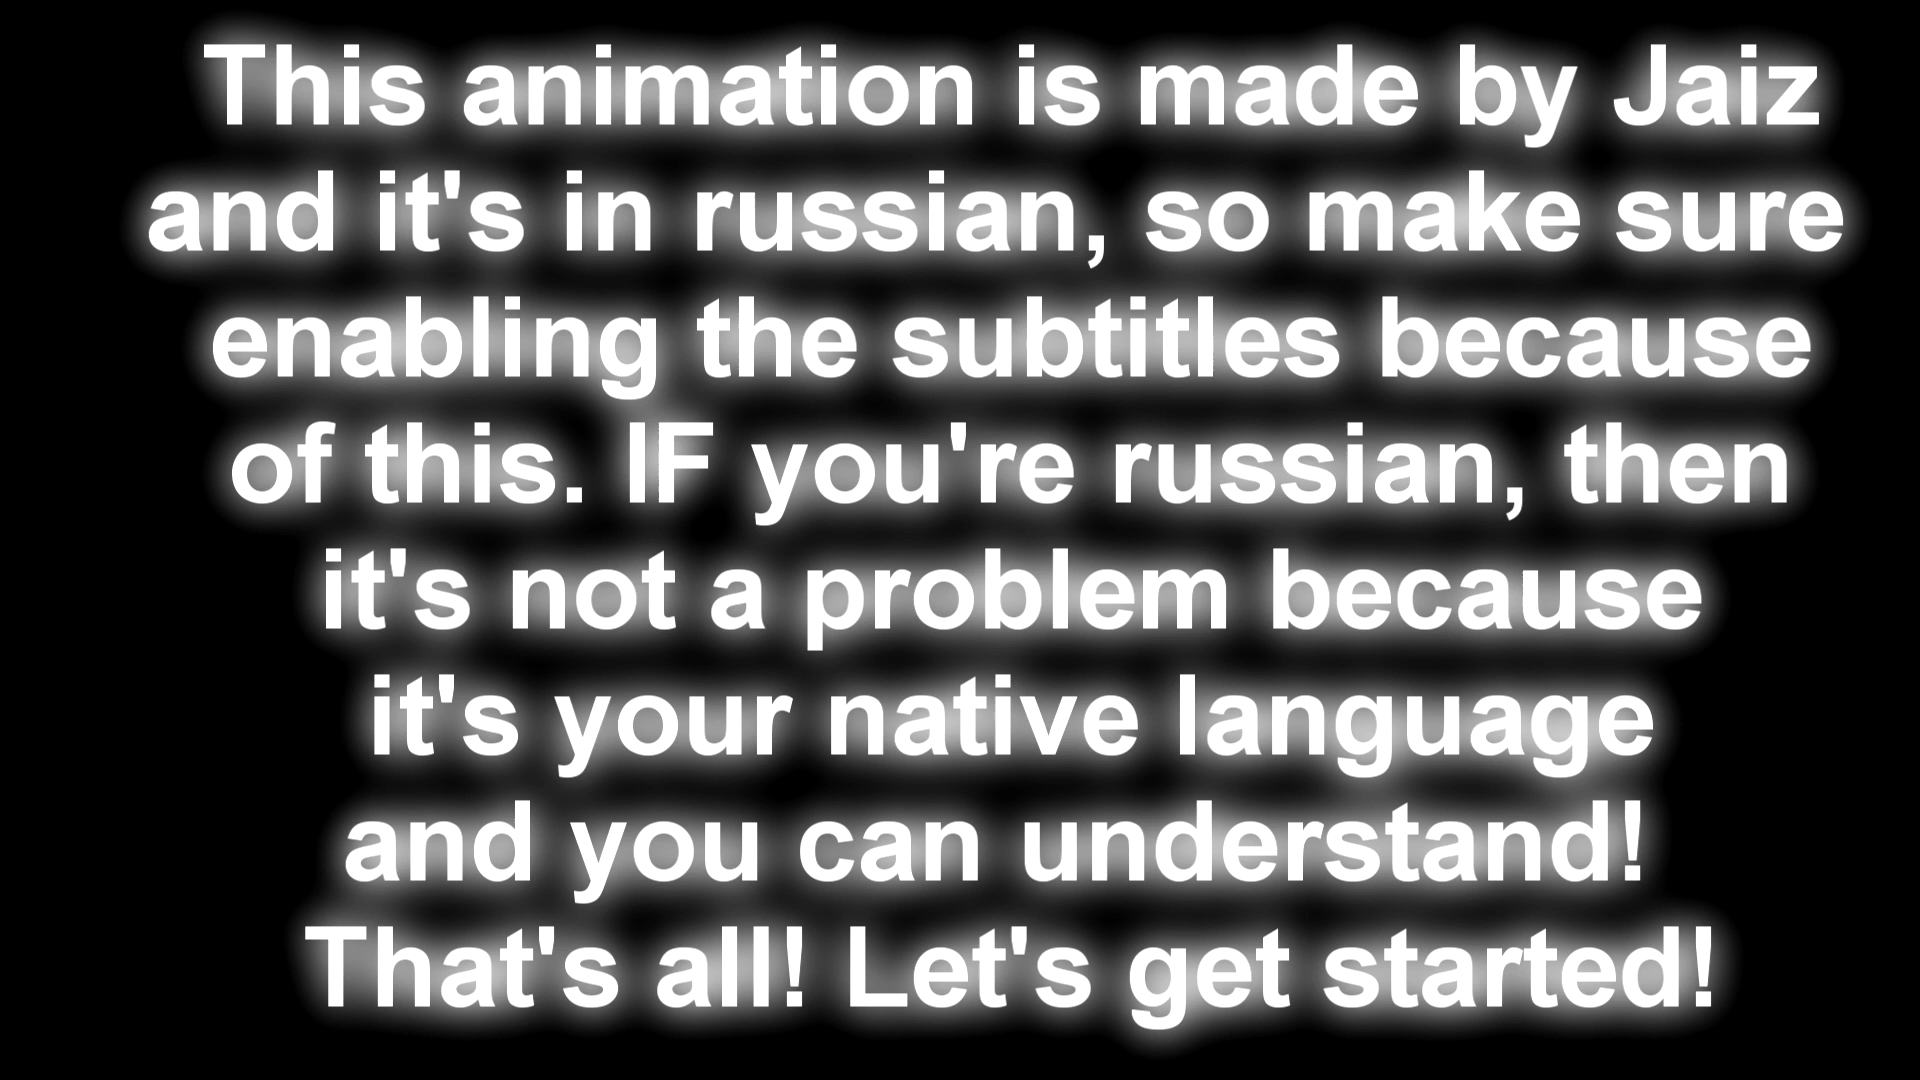 This animation is made by Jaiz
and it's in russian, so make sure
enabling the subtitles because
of this. IF you're russian, then
it's not a problem because
it's your native language
and you can understand!
That's all! Let's get started!